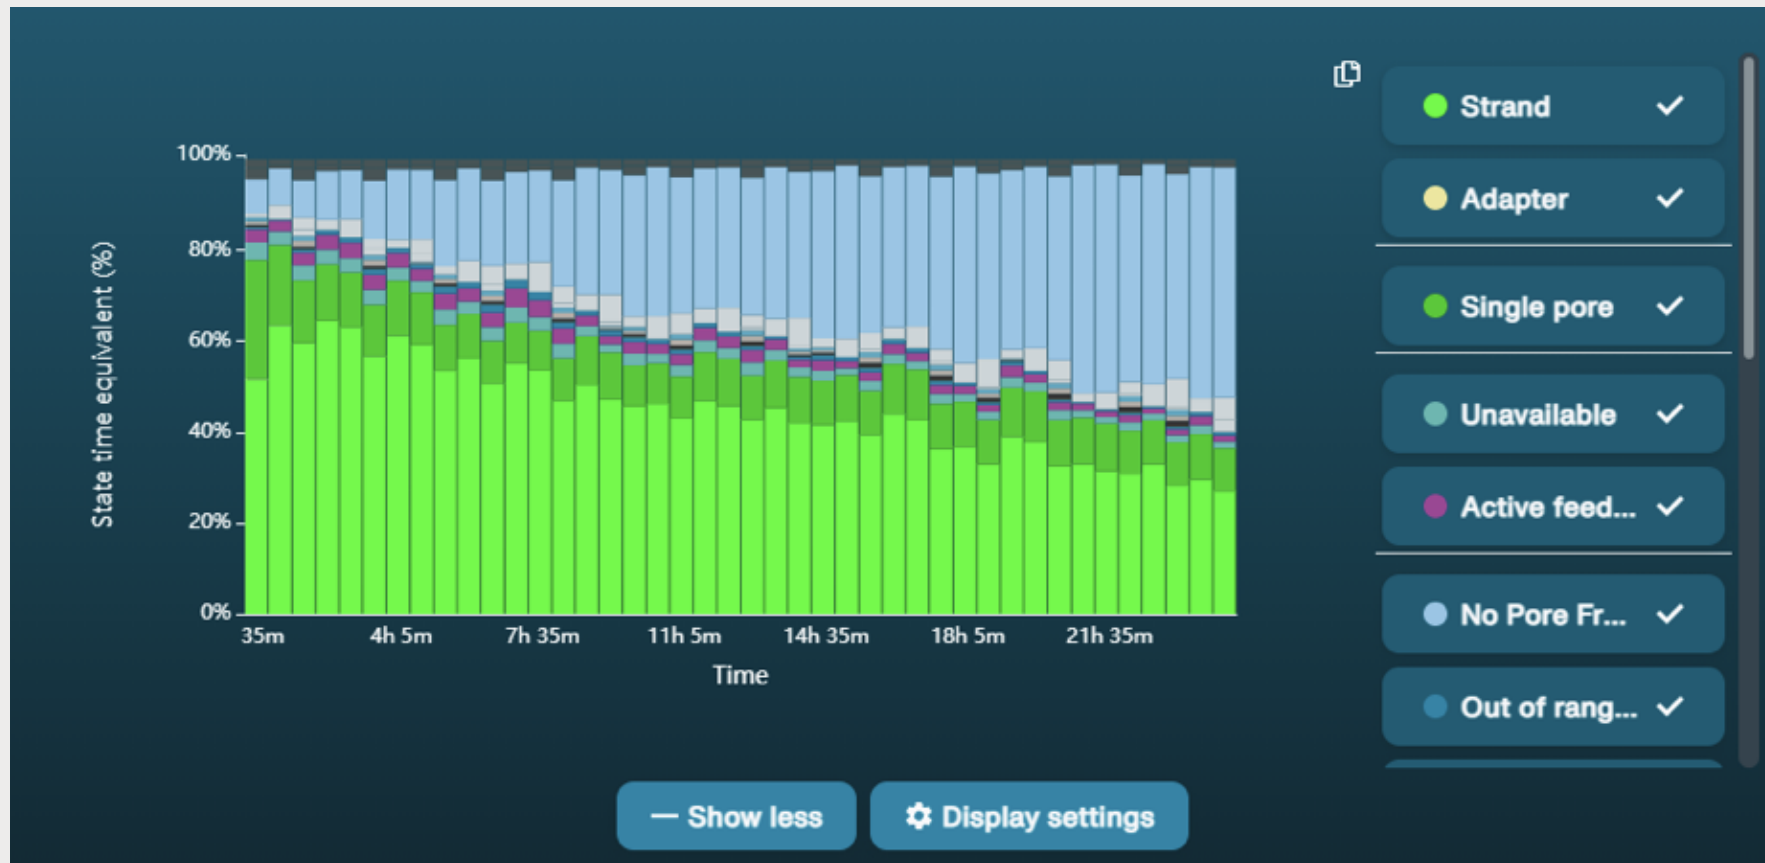 State time equivalent (%)
100%
80%
60%
40%
20%
0%
35m
4h 5m
7h 35m
11h 5m
14h 35m
18h 5m
21h 35m
Time
Strand
Adapter
Single pore
Unavailable
Active feed...
No Pore Fr...
Out of rang...
Show less
Display settings